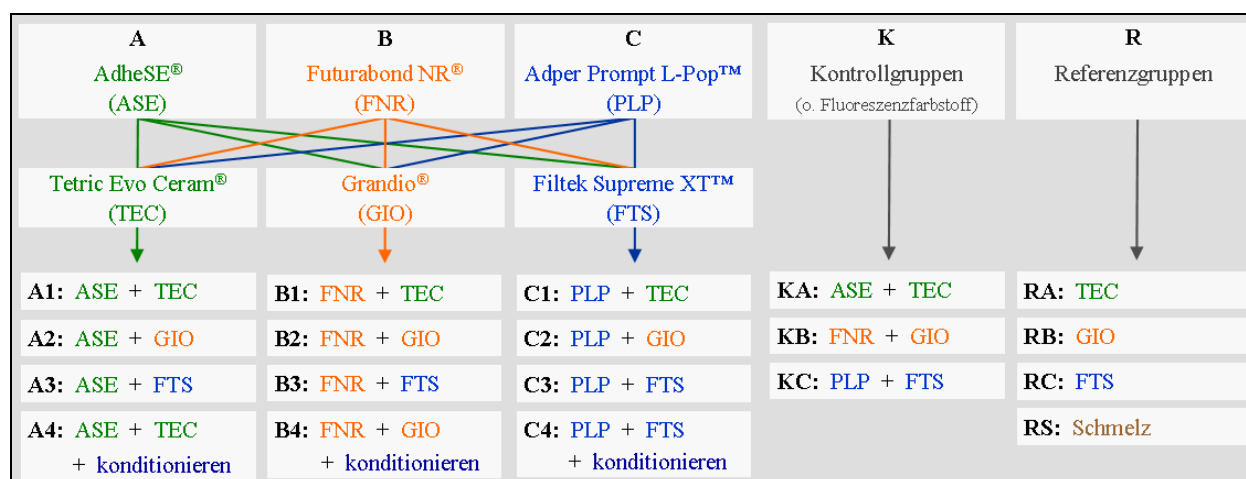 A
AdheSE®
(ASE)
B
Futurabond NR®
(FNR)
C
Adper Prompt L-Pop™
(PLP)
K
Kontrollgruppen
(o. Fluoreszenzfarbstoff)
R
Referenzgruppen
Tetric Evo Ceram®
(TEC)
Grandio®
(GIO)
Filtek Supreme XT™
(FTS)
A1: ASE + TEC
A2: ASE + GIO
A3: ASE + FTS
A4: ASE + TEC
+ konditionieren
B1: FNR + TEC
B2: FNR + GIO
B3: FNR + FTS
B4: FNR + GIO
+ konditionieren
C1: PLP + TEC
C2: PLP + GIO
C3: PLP + FTS
C4: PLP + FTS
+ konditionieren
KA: ASE + TEC
KB: FNR + GIO
KC: PLP + FTS
RA: TEC
RB: GIO
RC: FTS
RS: Schmelz